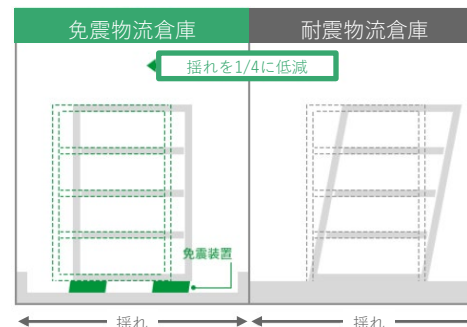 免震物流倉庫
耐震物流倉庫
揺れを1/4に低減
免震装置
揺れ
揺れ